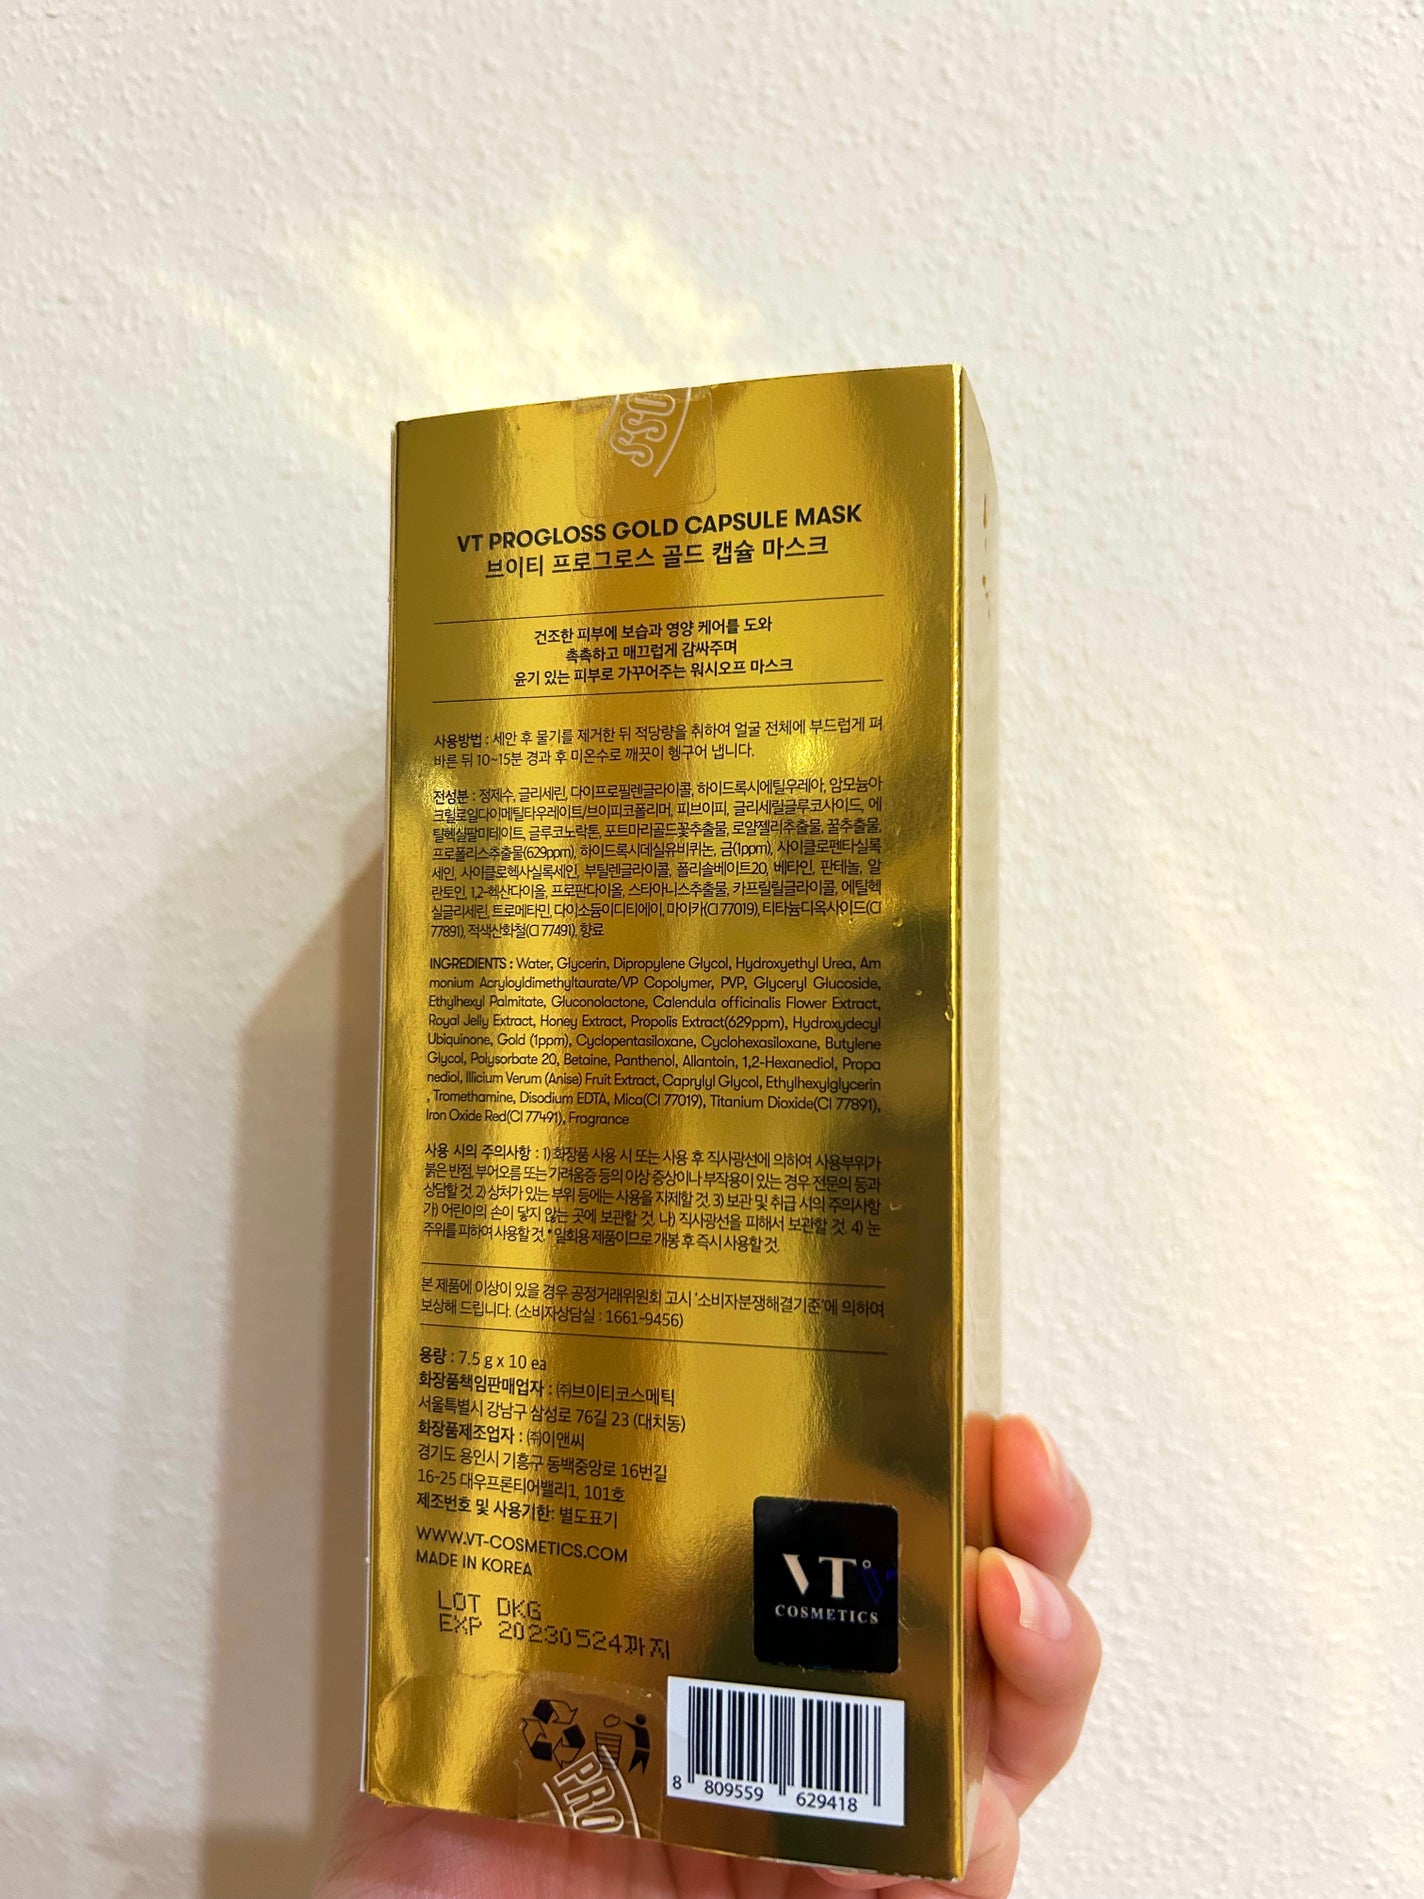 SSO
VT PROGLOSS GOLD CAPSULE MASK
브이티 프로그로스 골드 캡슐 마스크
건조한 피부에 보습과 영양 케어를 도와
촉촉하고 매끄럽게 감싸주며
윤기 있는 피부로 가꾸어주는 워시오프 마스크
사용방법 : 세안 후 물기를 제거한 뒤 적당량을 취하여 얼굴 전체에 부드럽게 펴
바른 뒤 10~15분 경과 후 미온수로 깨끗이 헹구어 냅니다.
전성분 : 정제수, 글리세린, 다이프로필렌글라이콜, 하이드록시에틸우레아, 암모늄아
크릴로일다이메틸타우레이트/브이피코폴리머, 피브이피, 글리세릴글루코사이드, 에
틸헥실팔미테이트, 글루코노락톤, 포트마리골드꽃추출물, 로얄젤리추출물, 꿀추출물,
프로폴리스추출물(629ppm), 하이드록시데실유비퀴논, 금(1ppm), 사이클로펜타실록
세인, 사이클로헥사실록세인, 부틸렌글라이콜, 폴리솔베이트20, 베타인, 판테놀, 알
란토인, 1,2-헥산다이올, 프로판다이올, 스타아니스추출물, 카프릴릴글라이콜, 에틸헥
실글리세린, 트로메타민, 다이소듐이디티에이, 마이카(CI 77019), 티타늄디옥사이드(CI
77891), 적색산화철(CI 77491), 향료
INGREDIENTS : Water, Glycerin, Dipropylene Glycol, Hydroxyethyl Urea, Am
monium Acryloyldimethyltaurate/VP Copolymer, PVP, Glyceryl Glucoside,
Ethylhexyl Palmitate, Gluconolactone, Calendula officinalis Flower Extract,
Royal Jelly Extract, Honey Extract, Propolis Extract(629ppm), Hydroxydecyl
Ubiquinone, Gold (1ppm), Cyclopentasiloxane, Cyclohexasiloxane, Butylene
Glycol, Polysorbate 20, Betaine, Panthenol, Allantoin, 1,2-Hexanediol, Propa
nediol, Illicium Verum (Anise) Fruit Extract, Caprylyl Glycol, Ethylhexylglycerin
, Tromethamine, Disodium EDTA, Mica(CI 77019), Titanium Dioxide(CI 77891),
Iron Oxide Red(CI 77491), Fragrance
사용 시의 주의사항 : 1) 화장품 사용 시 또는 사용 후 직사광선에 의하여 사용부위가
붉은 반점, 부어오름 또는 가려움증 등의 이상 증상이나 부작용이 있는 경우 전문의 등과
상담할 것. 2) 상처가 있는 부위 등에는 사용을 자제할 것. 3) 보관 및 취급 시의 주의사항
가) 어린이의 손이 닿지 않는 곳에 보관할 것. 나) 직사광선을 피해서 보관할 것. 4) 눈
주위를 피하여 사용할 것. *일회용 제품이므로 개봉 후 즉시 사용할 것.
본 제품에 이상이 있을 경우 공정거래위원회 고시 '소비자분쟁해결기준'에 의하여
보상해 드립니다. (소비자상담실 : 1661-9456)
용량 : 7.5 g x 10 ea
화장품책임판매업자 : ㈜브이티코스메틱
서울특별시 강남구 삼성로 76길 23 (대치동)
화장품제조업자 : ㈜이앤씨
경기도 용인시 기흥구 동백중앙로 16번길
16-25 대우프론티어밸리1, 101호
제조번호 및 사용기한: 별도표기
WWW.VT-COSMETICS.COM
MADE IN KOREA
LOT DKG
EXP 20230524까지
VT
COSMETICS
PRO
8 809559 629418